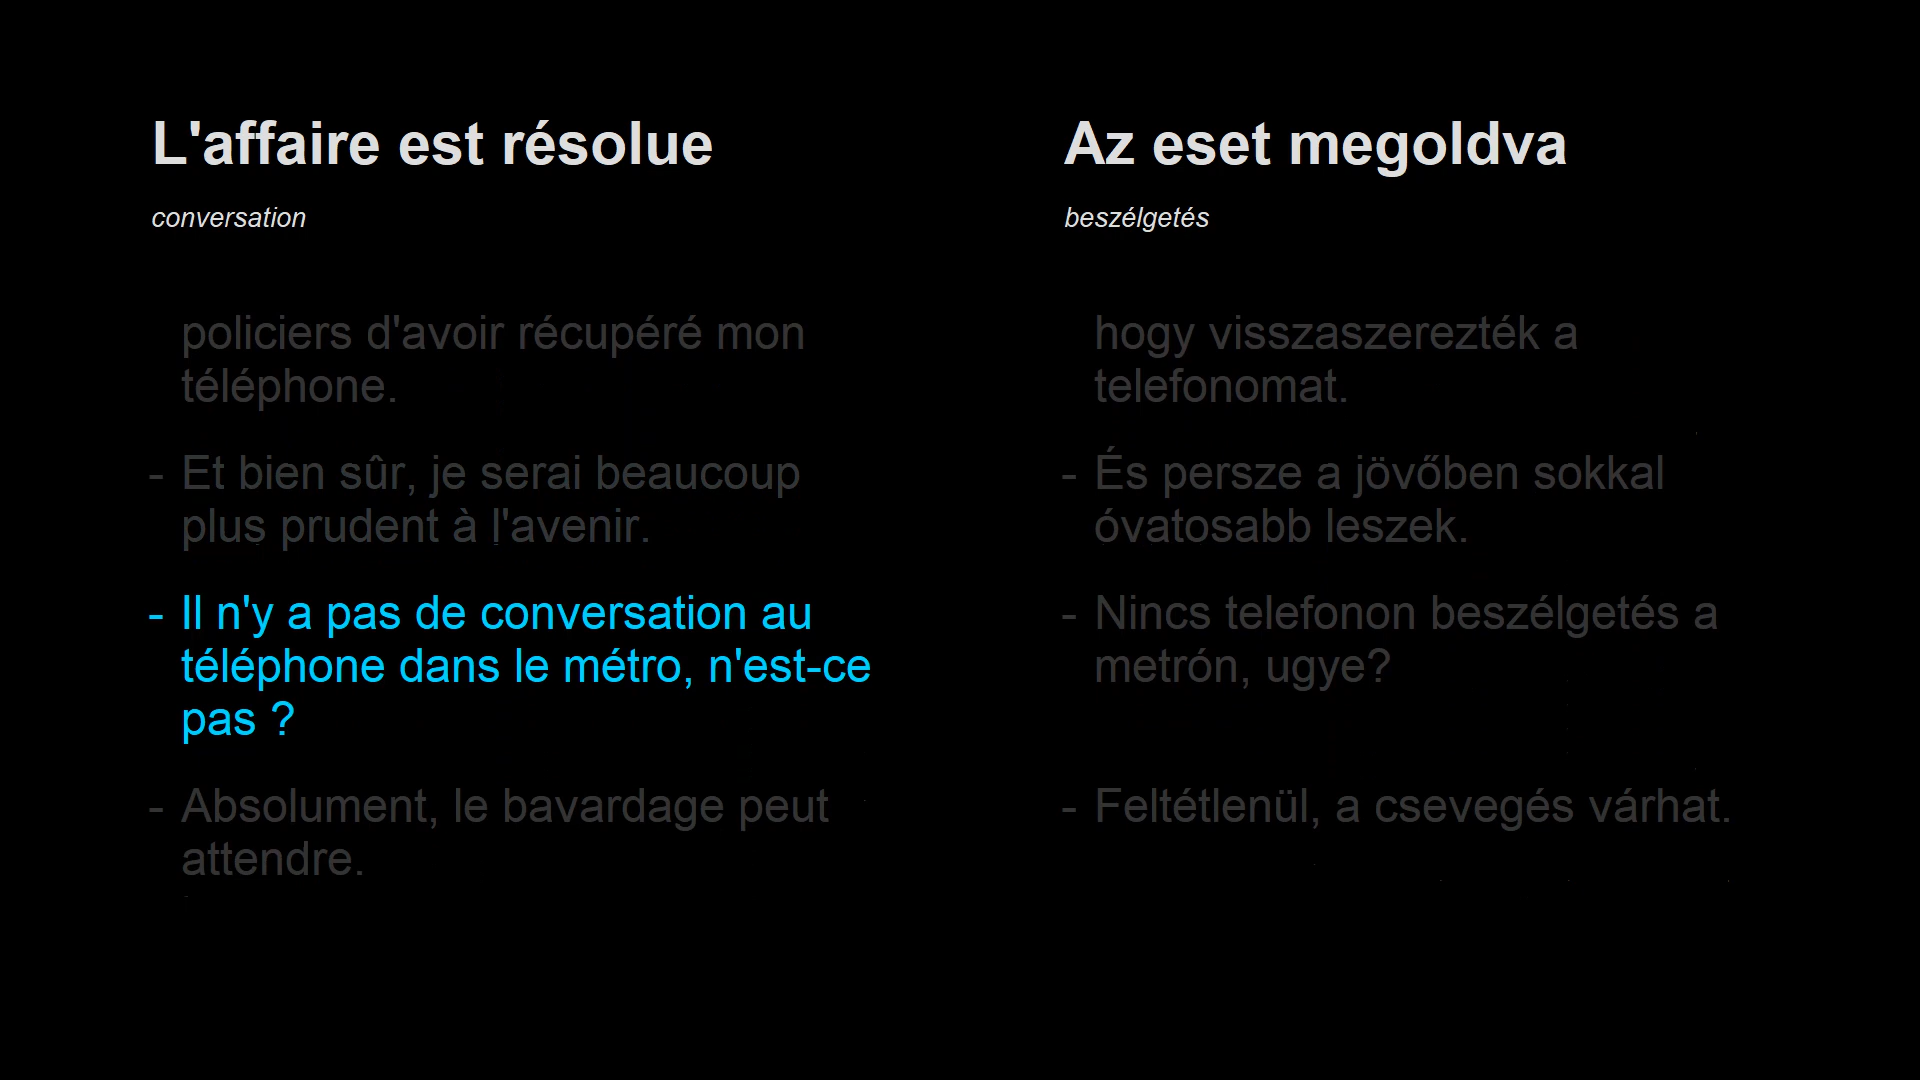 L'affaire est résolue
conversation
policiers d'avoir récupéré mon
téléphone.
- Et bien sûr, je serai beaucoup
plus prudent à l'avenir.
- Il n'y a pas de conversation au
téléphone dans le métro, n'est-ce
pas ?
- Absolument, le bavardage peut
attendre.
Az eset megoldva
beszélgetés
hogy visszaszerezték a
telefonomat.
- És persze a jövőben sokkal
óvatosabb leszek.
- Nincs telefonon beszélgetés a
metrón, ugye?
- Feltétlenül, a csevegés várhat.